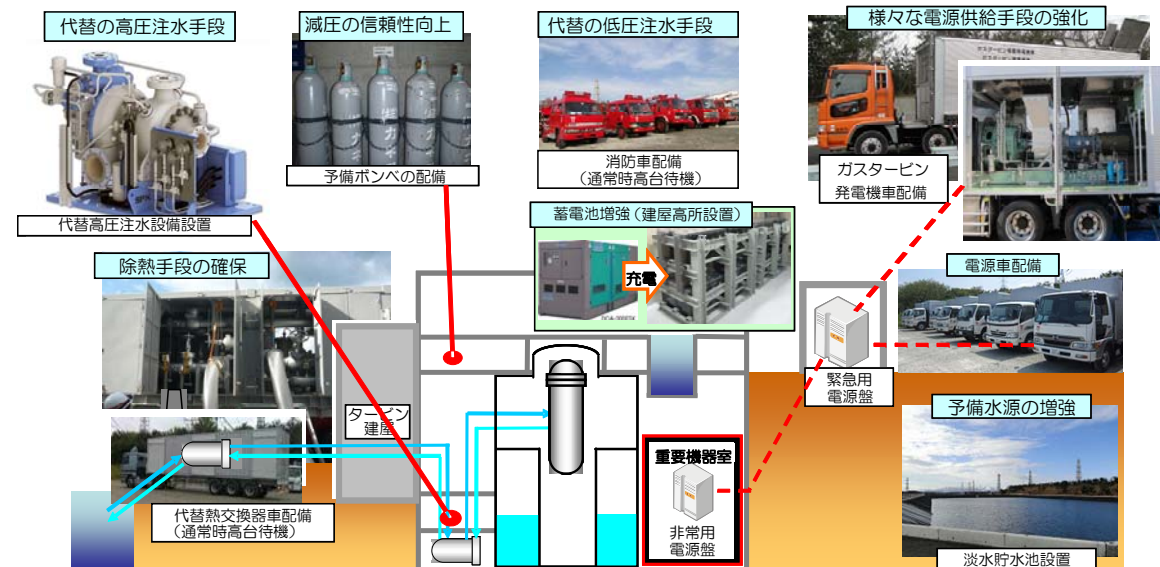 代替の高圧注水手段
減圧の信頼性向上
代替の低圧注水手段
様々な電源供給手段の強化
代替高圧注水設備設置
予備ボンベの配備
消防車配備
(通常時高台待機)
ガスタービン
発電機車配備
蓄電池増強(建屋高所設置)
充電
除熱手段の確保
電源車配備
タービン
建屋
緊急用
電源盤
予備水源の増強
重要機器室
非常用
電源盤
代替熱交換器車配備
(通常時高台待機)
淡水貯水池設置